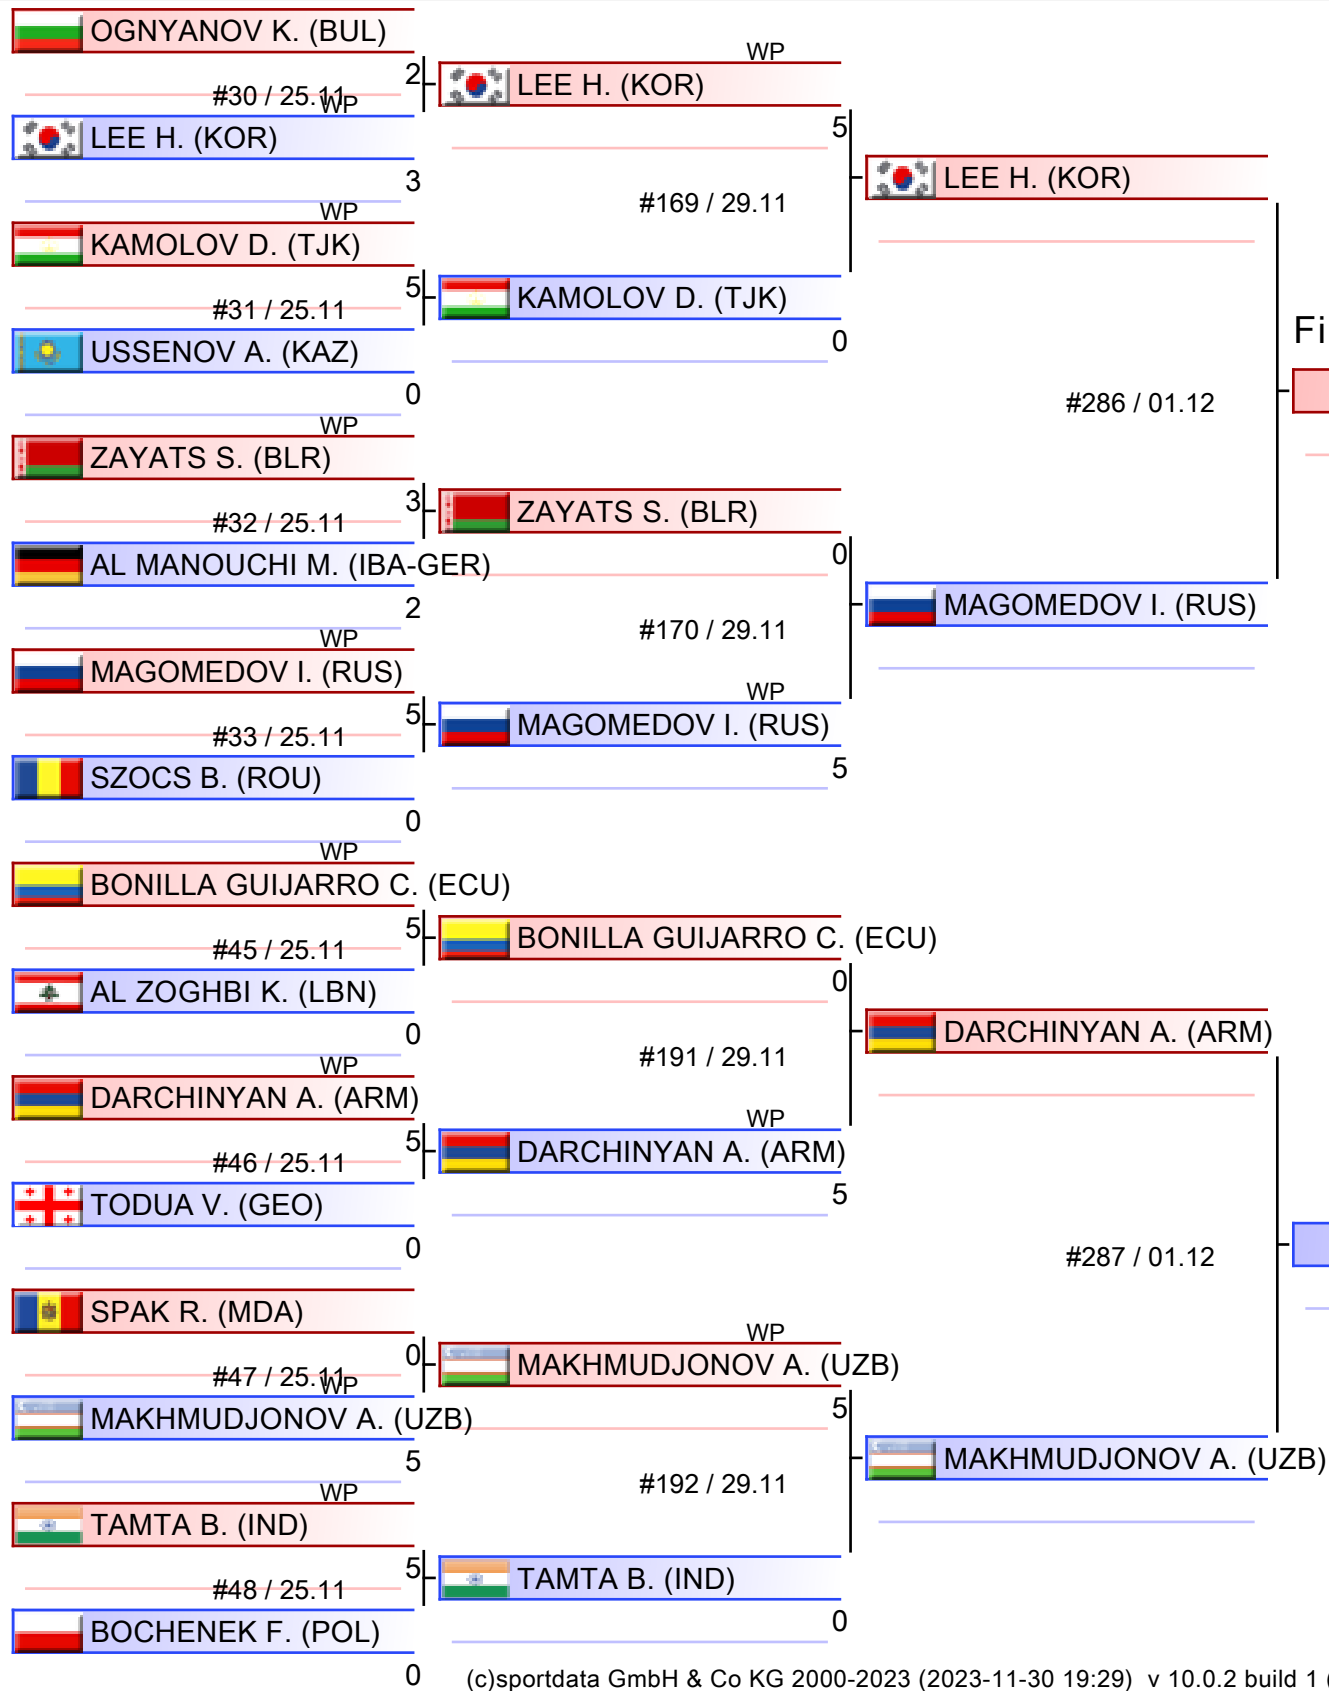 OGNYANOV K. (BUL)
2
#30 / 25.11
WP
LEE H. (KOR)
3
WP
KAMOLOV D. (TJK)
5
#31 / 25.11
USSENOV A. (KAZ)
0
WP
ZAYATS S. (BLR)
3
#32 / 25.11
AL MANOUCHI M. (IBA-GER)
2
WP
MAGOMEDOV I. (RUS)
5
#33 / 25.11
SZOCS B. (ROU)
0
WP
BONILLA GUIJARRO C. (ECU)
5
#45 / 25.11
AL ZOGHBI K. (LBN)
0
WP
DARCHINYAN A. (ARM)
5
#46 / 25.11
TODUA V. (GEO)
0
SPAK R. (MDA)
0
#47 / 25.11
WP
MAKHMUDJONOV A. (UZB)
5
WP
TAMTA B. (IND)
5
#48 / 25.11
BOCHENEK F. (POL)
0
WP
LEE H. (KOR)
5
#169 / 29.11
KAMOLOV D. (TJK)
0
ZAYATS S. (BLR)
0
#170 / 29.11
WP
MAGOMEDOV I. (RUS)
5
BONILLA GUIJARRO C. (ECU)
0
#191 / 29.11
WP
DARCHINYAN A. (ARM)
5
WP
MAKHMUDJONOV A. (UZB)
5
#192 / 29.11
TAMTA B. (IND)
0
LEE H. (KOR)
#286 / 01.12
MAGOMEDOV I. (RUS)
DARCHINYAN A. (ARM)
#287 / 01.12
MAKHMUDJONOV A. (UZB)
Fi
(c)sportdata GmbH & Co KG 2000-2023 (2023-11-30 19:29) v 10.0.2 build 1 (